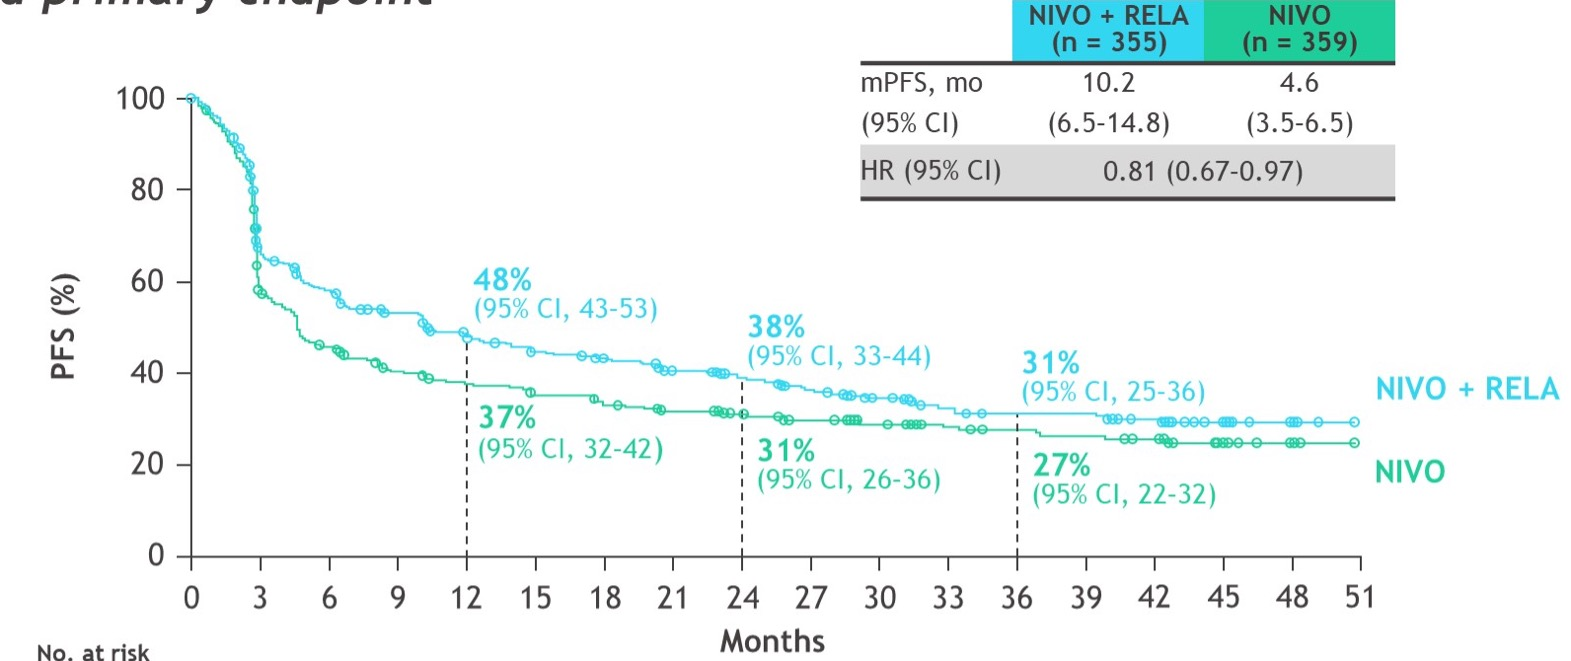 a primary endpoint
NIVO + RELA NIVO
(n = 355) (n = 359)
mPFS, mo 10.2 4.6
(95% CI) (6.5-14.8) (3.5-6.5)
HR (95% CI) 0.81 (0.67-0.97)
PFS (%)
100
80
60
40
20
0
48%
(95% CI, 43-53)
38%
(95% CI, 33-44)
31%
(95% CI, 25-36)
NIVO + RELA
37%
(95% CI, 32-42)
31%
(95% CI, 26-36)
27%
(95% CI, 22-32)
NIVO
0 3 6 9 12 15 18 21 24 27 30 33 36 39 42 45 48 51
Months
No. at risk